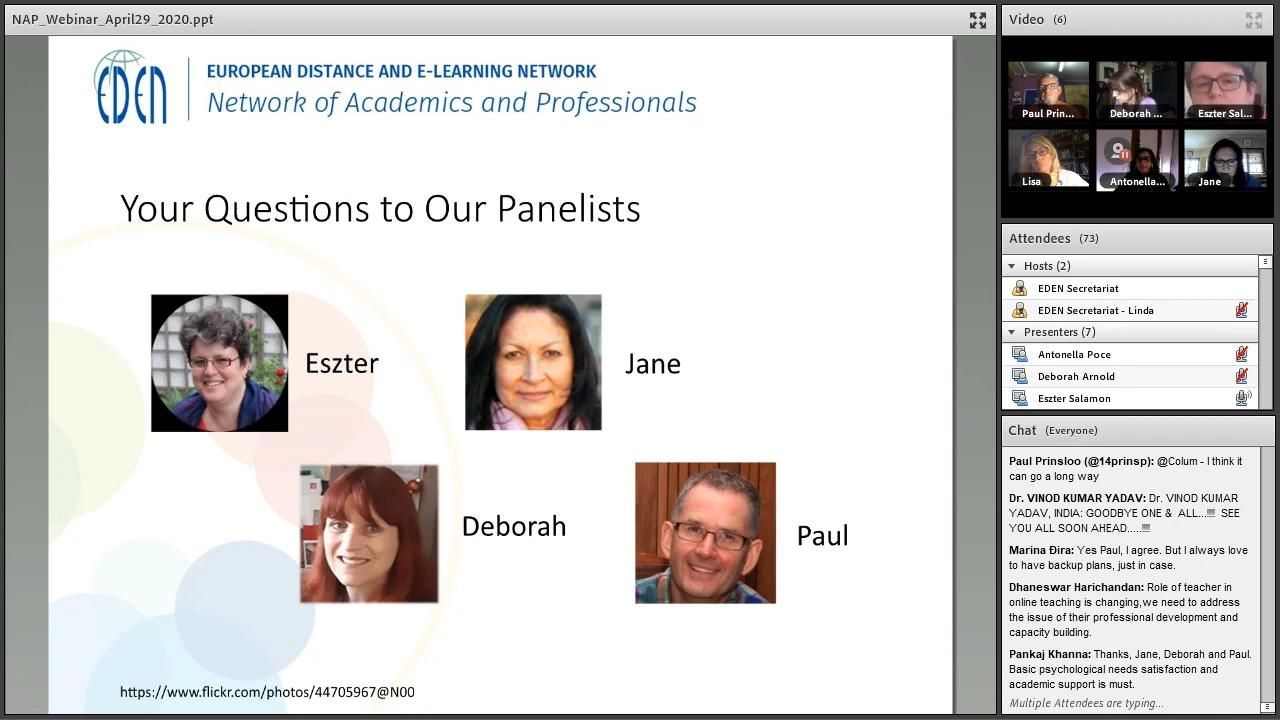 NAP_Webinar_April29_2020.ppt
EDEN
EUROPEAN DISTANCE AND E-LEARNING NETWORK
Network of Academics and Professionals
Your Questions to Our Panelists
Eszter
Jane
Deborah
Paul
https://www.flickr.com/photos/44705967@N00
Video (6)
Paul Prin...
Deborah ...
Eszter Sal...
Lisa
Antonella...
Jane
Attendees (73)
Hosts (2)
EDEN Secretariat
EDEN Secretariat - Linda
Presenters (7)
Antonella Poce
Deborah Arnold
Eszter Salamon
Chat (Everyone)
Paul Prinsloo (@14prinsp): @Colum - I think it
can go a long way
Dr. VINOD KUMAR YADAV: Dr. VINOD KUMAR
YADAV, INDIA: GOODBYE ONE & ALL...!!! SEE
YOU ALL SOON AHEAD.....!!!
Marina Đira: Yes Paul, I agree. But I always love
to have backup plans, just in case.
Dhaneswar Harichandan: Role of teacher in
online teaching is changing,we need to address
the issue of their professional development and
capacity building.
Pankaj Khanna: Thanks, Jane, Deborah and Paul.
Basic psychological needs satisfaction and
academic support is must.
Multiple Attendees are typing...